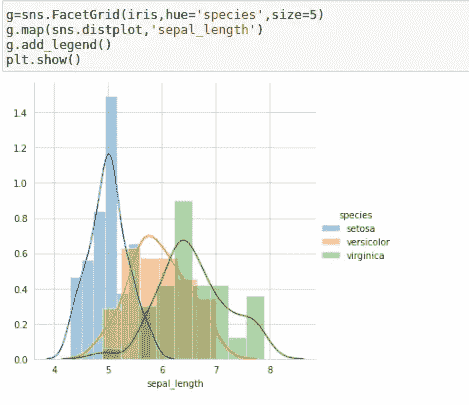 g=sns.FacetGrid(iris,hue='species',size=5)
g.map(sns.distplot,'sepal_length')
g.add_legend()
plt.show()
1.4
1.2
1.0
0.8
0.6
0.4
0.2
0.0
4 5 6 7 8
sepal_length
species
setosa
versicolor
virginica